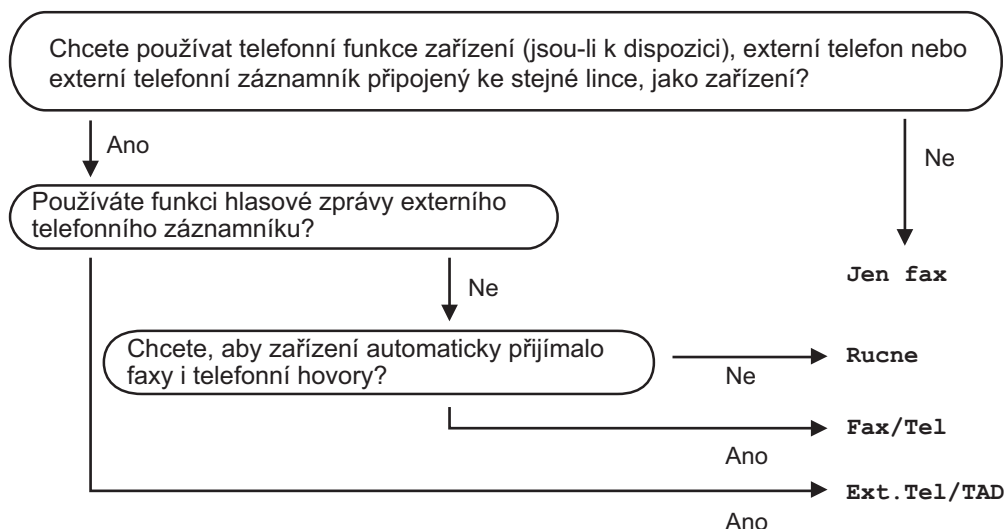 Chcete používat telefonní funkce zařízení (jsou-li k dispozici), externí telefon nebo
externí telefonní záznamník připojený ke stejné lince, jako zařízení?
Ano
Ne
Používáte funkci hlasové zprávy externího
telefonního záznamníku?
Jen fax
Ne
Chcete, aby zařízení automaticky přijímalo
faxy i telefonní hovory?
Rucne
Ne
Fax/Tel
Ano
Ext.Tel/TAD
Ano